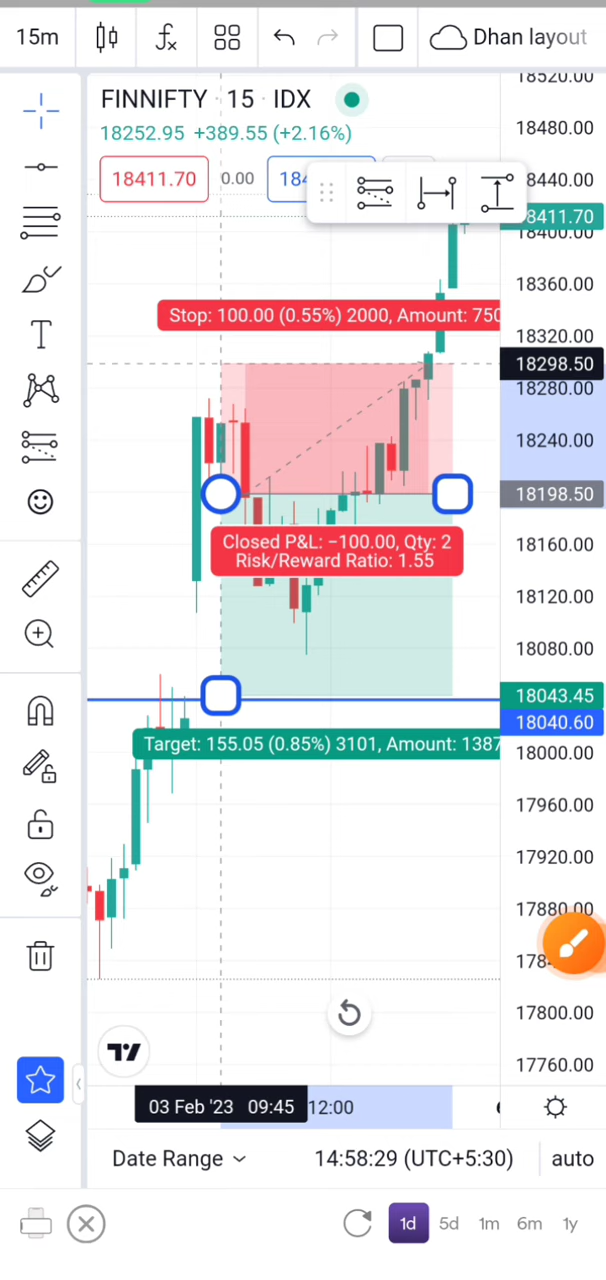 15m
Dhan layout
FINNIFTY · 15 · IDX
18252.95 +389.55 (+2.16%)
18411.70 0.00 184
18520.00
18480.00
18440.00
8411.70
18400.00
18360.00
Stop: 100.00 (0.55%) 2000, Amount: 750
18320.00
18298.50
18280.00
18240.00
18198.50
Closed P&L: −100.00, Qty: 2
Risk/Reward Ratio: 1.55
18160.00
18120.00
18080.00
18043.45
18040.60
Target: 155.05 (0.85%) 3101, Amount: 1387
18000.00
17960.00
17920.00
17880.00
1784
17800.00
17760.00
03 Feb '23 09:45 12:00
Date Range 14:58:29 (UTC+5:30) auto
1d 5d 1m 6m 1y